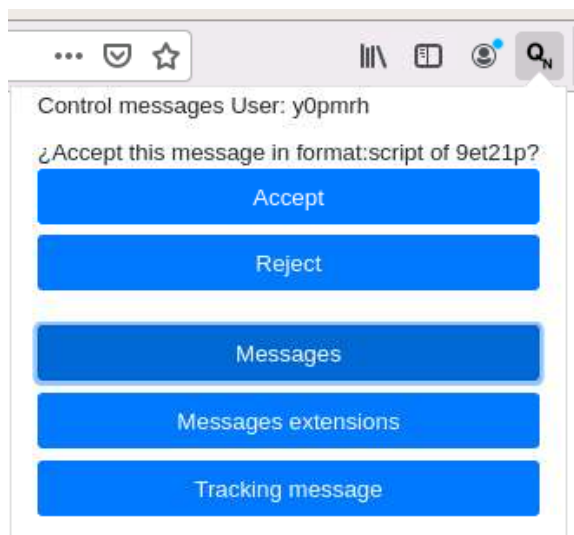 Q_N
Control messages User: y0pmrh
¿Accept this message in format:script of 9et21p?
Accept
Reject
Messages
Messages extensions
Tracking message